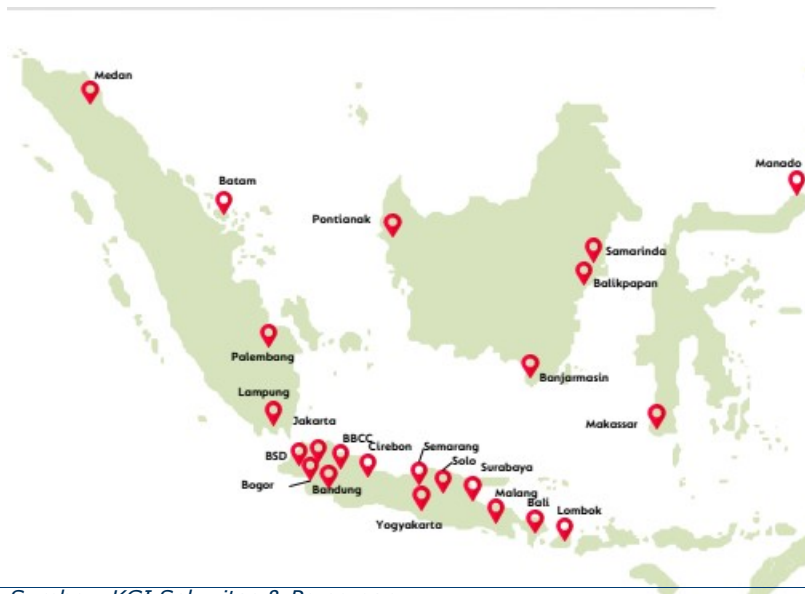 Medan
Batam
Manado
Pontianak
Samarinda
Balikpapan
Palembang
Banjarmasin
Lampung
Jakarta
Makassar
BBCC
Cirebon
Semarang
BSD
Solo
Surabaya
Bogor
Bandung
Malang
Bali
Lombok
Yogyakarta